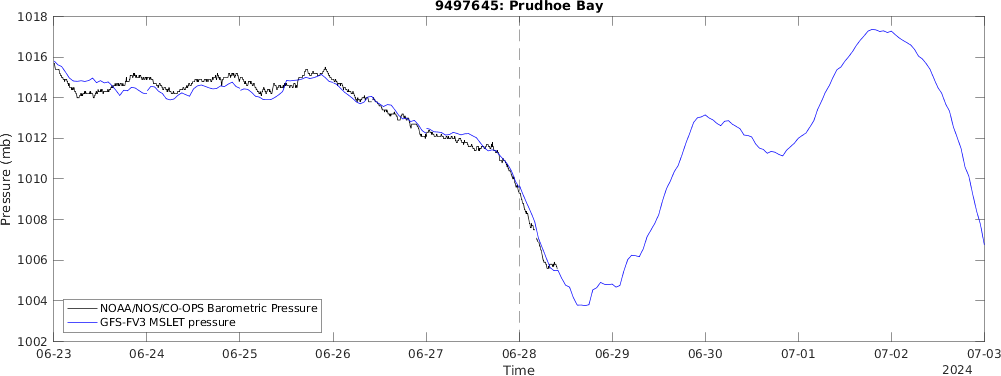 9497645: Prudhoe Bay
1018
1016
1014
1012
1010
1008
1006
1004
1002
Pressure (mb)
NOAA/NOS/CO-OPS Barometric Pressure
GFS-FV3 MSLET pressure
06-23 06-24 06-25 06-26 06-27 06-28 06-29 06-30 07-01 07-02 07-03
Time
2024